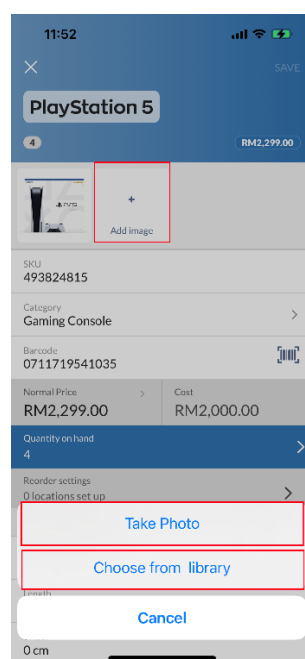 11:52
SAVE
PlayStation 5
4
RM2,299.00
PS5
+
Add image
SKU
493824815
Category
Gaming Console
Barcode
0711719541035
Normal Price
Cost
RM2,299.00
RM2,000.00
Quantity on hand
4
Reorder settings
0 locations set up
Take Photo
Choose from library
Length
Cancel
0 cm